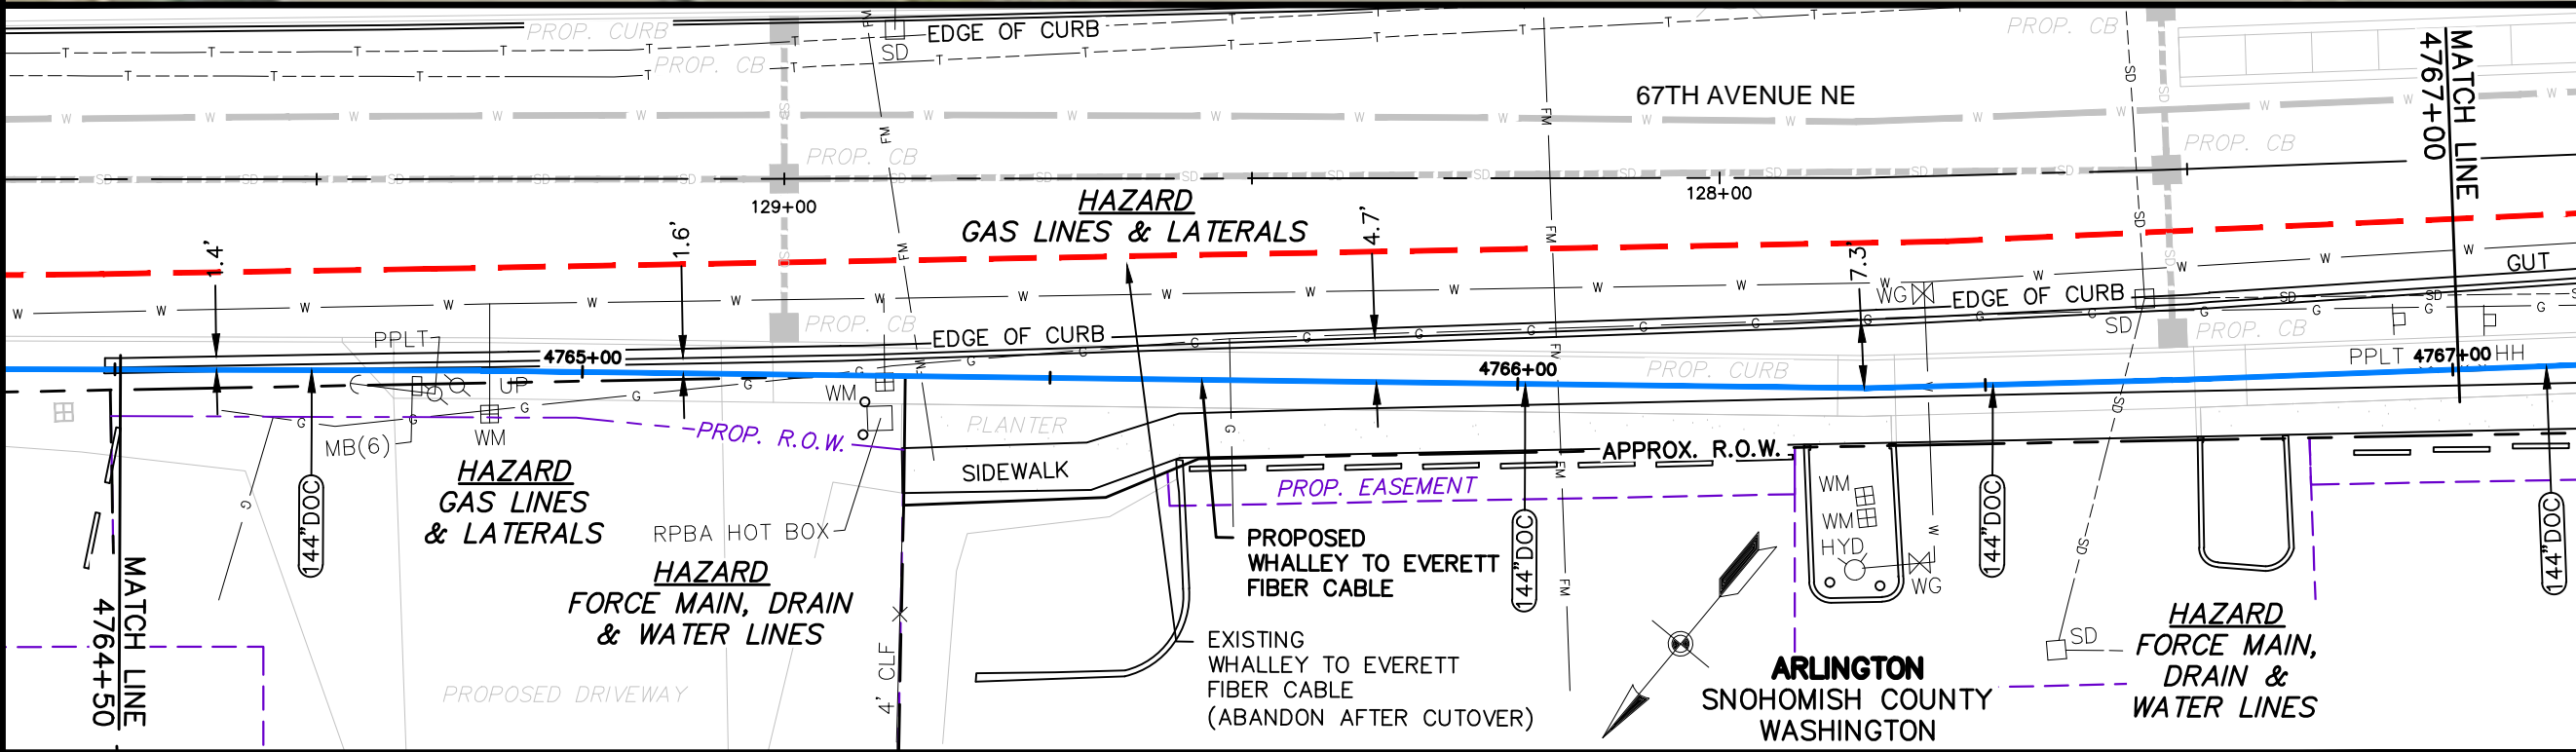 PROP. CURB
EDGE OF CURB
SD
PROP. CB
PROP. CB
67TH AVENUE NE
MATCH LINE
4767+00
PROP. CB
PROP. CB
129+00
128+00
HAZARD
GAS LINES & LATERALS
1.4'
1.6'
4.7'
7.3'
WG
EDGE OF CURB
GUT
SD
PROP. CB
PROP. CB
PPLT
EDGE OF CURB
4765+00
4766+00
PROP. CURB
PPLT
4767+00
HH
UP
WM
WM
MB(6)
PROP. R.O.W.
PLANTER
SIDEWALK
APPROX. R.O.W.
PROP. EASEMENT
HAZARD
GAS LINES
& LATERALS
144" DOC
RPBA HOT BOX
HAZARD
FORCE MAIN, DRAIN
& WATER LINES
PROPOSED
WHALLEY TO EVERETT
FIBER CABLE
144" DOC
WM
WM
HYD
WG
144" DOC
144" DOC
MATCH LINE
4764+50
PROPOSED DRIVEWAY
4' CLF
EXISTING
WHALLEY TO EVERETT
FIBER CABLE
(ABANDON AFTER CUTOVER)
ARLINGTON
SNOHOMISH COUNTY
WASHINGTON
SD
HAZARD
FORCE MAIN,
DRAIN &
WATER LINES